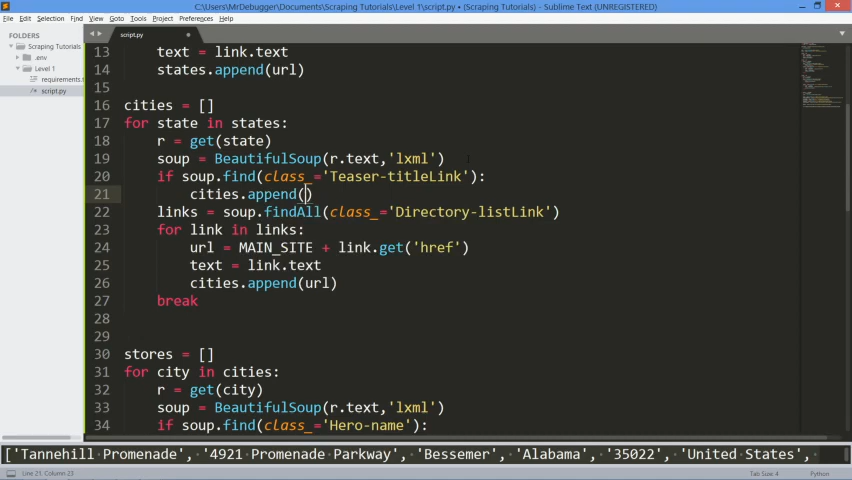 C:\Users\MrDebugger\Documents\Scraping Tutorials\Level 1\script.py • (Scraping Tutorials) - Sublime Text (UNREGISTERED)
File Edit Selection Find View Goto Tools Project Preferences Help
FOLDERS
Scraping Tutorials
.env
Level 1
requirements.t
script.py
script.py
13 text = link.text
14 states.append(url)
15
16 cities = []
17 for state in states:
18 r = get(state)
19 soup = BeautifulSoup(r.text,'lxml')
20 if soup.find(class_='Teaser-titleLink'):
21 cities.append()
22 links = soup.findAll(class_='Directory-listLink')
23 for link in links:
24 url = MAIN_SITE + link.get('href')
25 text = link.text
26 cities.append(url)
27 break
28
29
30 stores = []
31 for city in cities:
32 r = get(city)
33 soup = BeautifulSoup(r.text,'lxml')
34 if soup.find(class_='Hero-name'):
['Tannehill Promenade', '4921 Promenade Parkway', 'Bessemer', 'Alabama', '35022', 'United States',
Line 21, Column 23
Tab Size: 4
Python